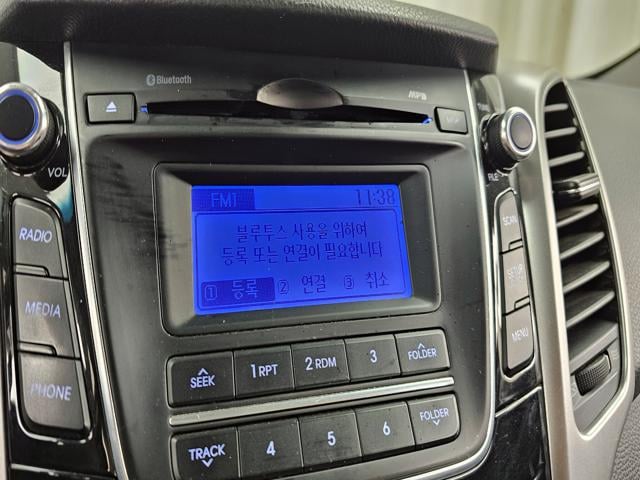 Bluetooth
MP3
VOL
FILE
FM1 11:38
블루투스 사용을 위하여
등록 또는 연결이 필요합니다
① 등록 ② 연결 ③ 취소
RADIO
MEDIA
PHONE
SCAN
SETUP
MENU
SEEK 1 RPT 2 RDM 3 FOLDER
TRACK 4 5 6 FOLDER